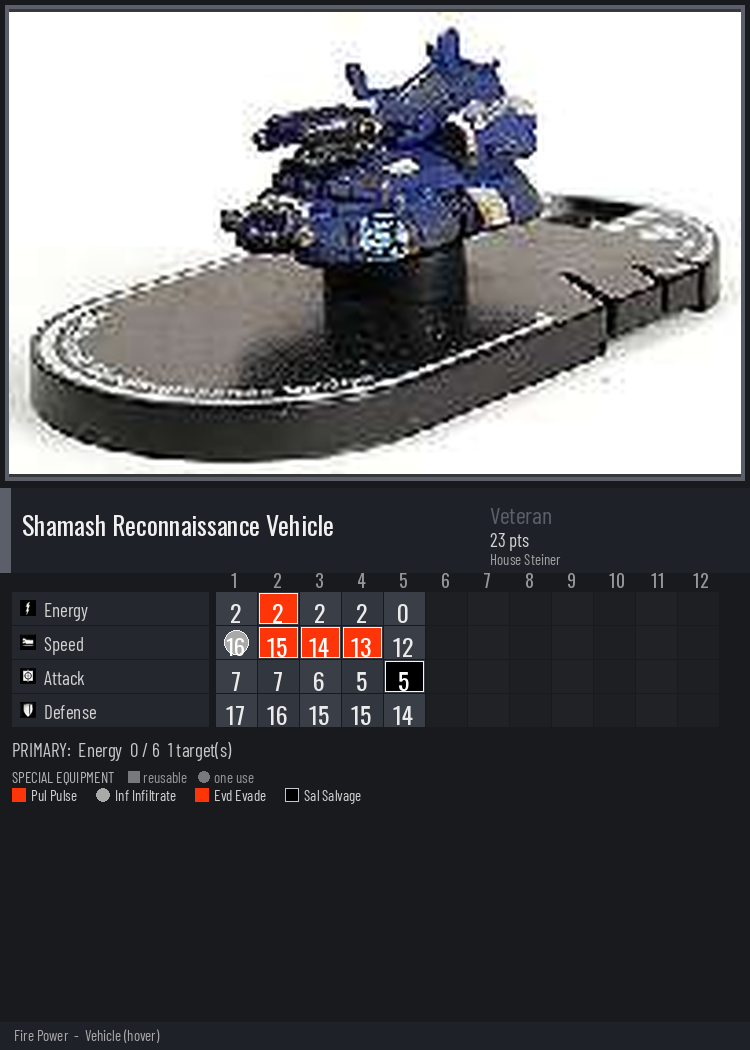 Shamash Reconnaissance Vehicle
Veteran
23 pts
House Steiner
1 2 3 4 5 6 7 8 9 10 11 12
Energy 2 2 2 2 0
Speed 16 15 14 13 12
Attack 7 7 6 5 5
Defense 17 16 15 15 14
PRIMARY: Energy 0 / 6 1 target(s)
SPECIAL EQUIPMENT reusable one use
Pul Pulse Inf Infiltrate Evd Evade Sal Salvage
Fire Power - Vehicle (hover)